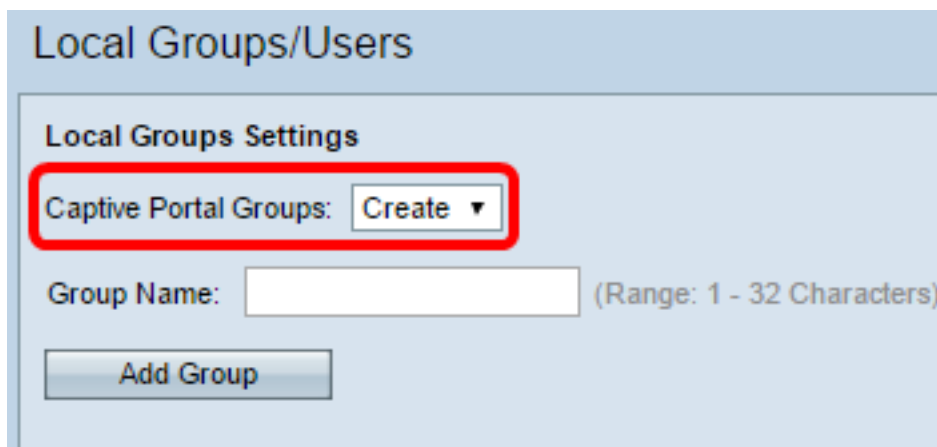 Local Groups/Users
Local Groups Settings
Captive Portal Groups: Create
Group Name: (Range: 1 - 32 Characters)
Add Group